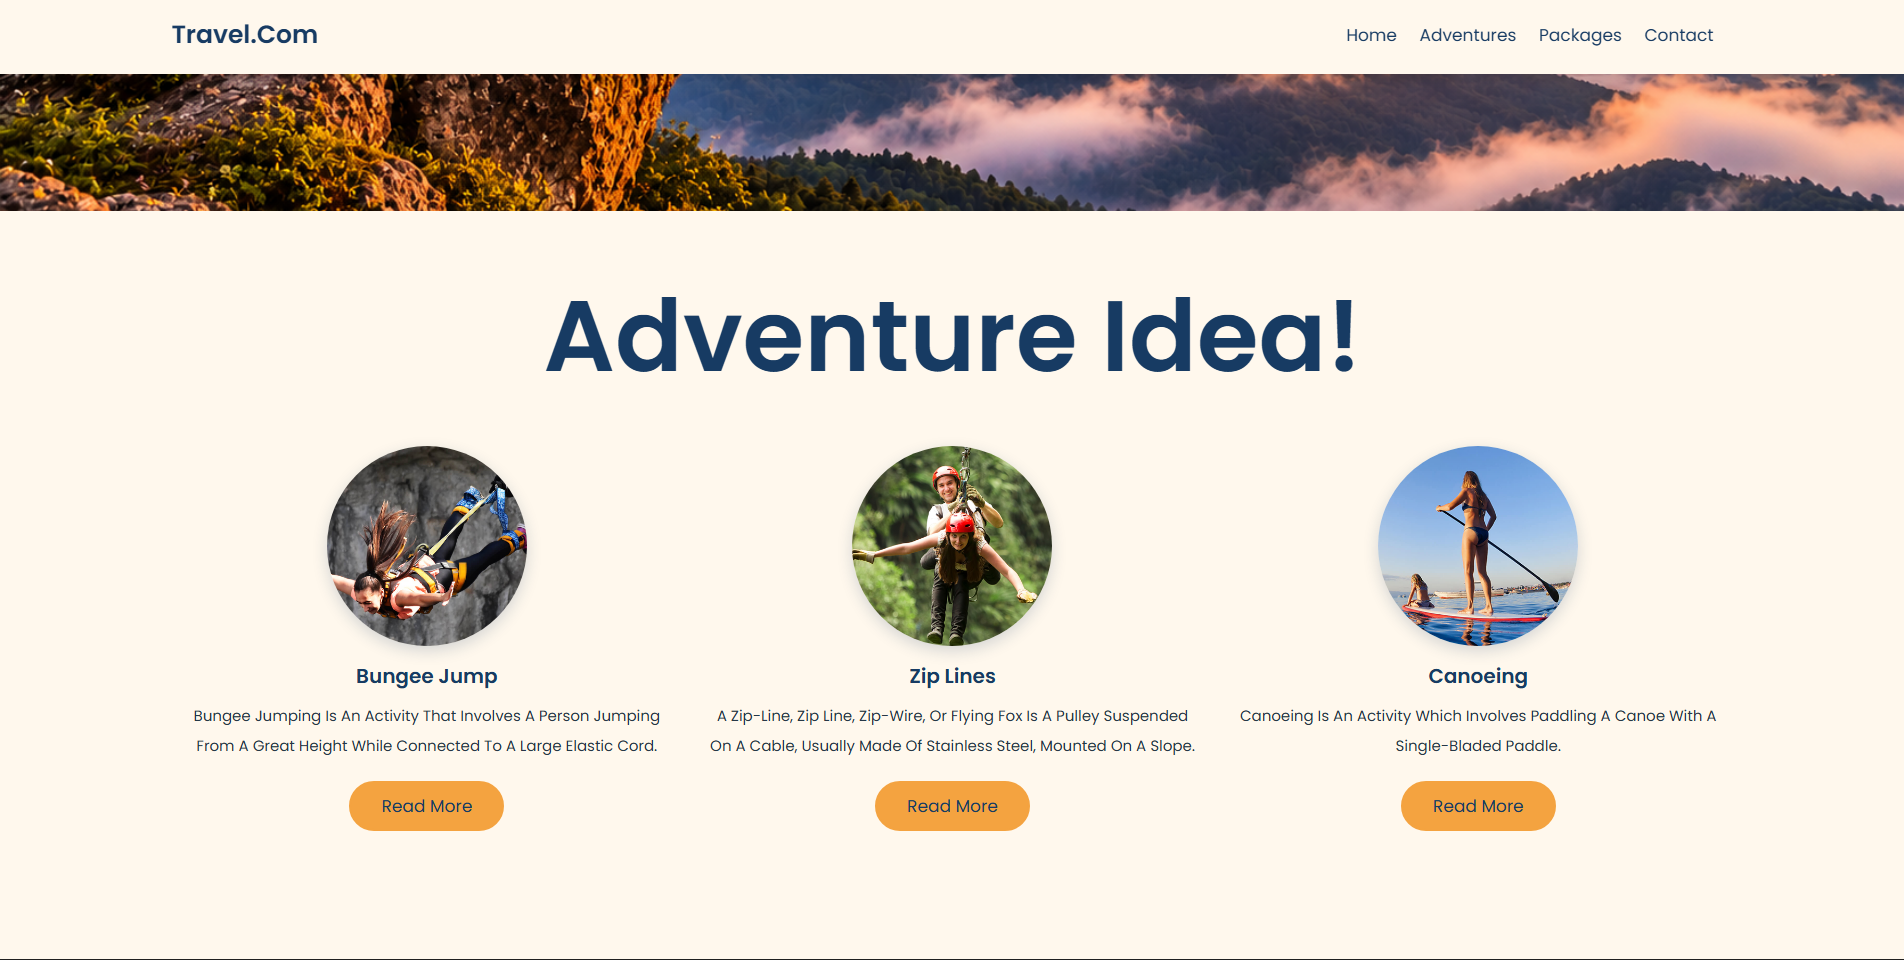 Travel.Com
Home Adventures Packages Contact
Adventure Idea!
Bungee Jump
Bungee Jumping Is An Activity That Involves A Person Jumping
From A Great Height While Connected To A Large Elastic Cord.
Read More
Zip Lines
A Zip-Line, Zip Line, Zip-Wire, Or Flying Fox Is A Pulley Suspended
On A Cable, Usually Made Of Stainless Steel, Mounted On A Slope.
Read More
Canoeing
Canoeing Is An Activity Which Involves Paddling A Canoe With A
Single-Bladed Paddle.
Read More